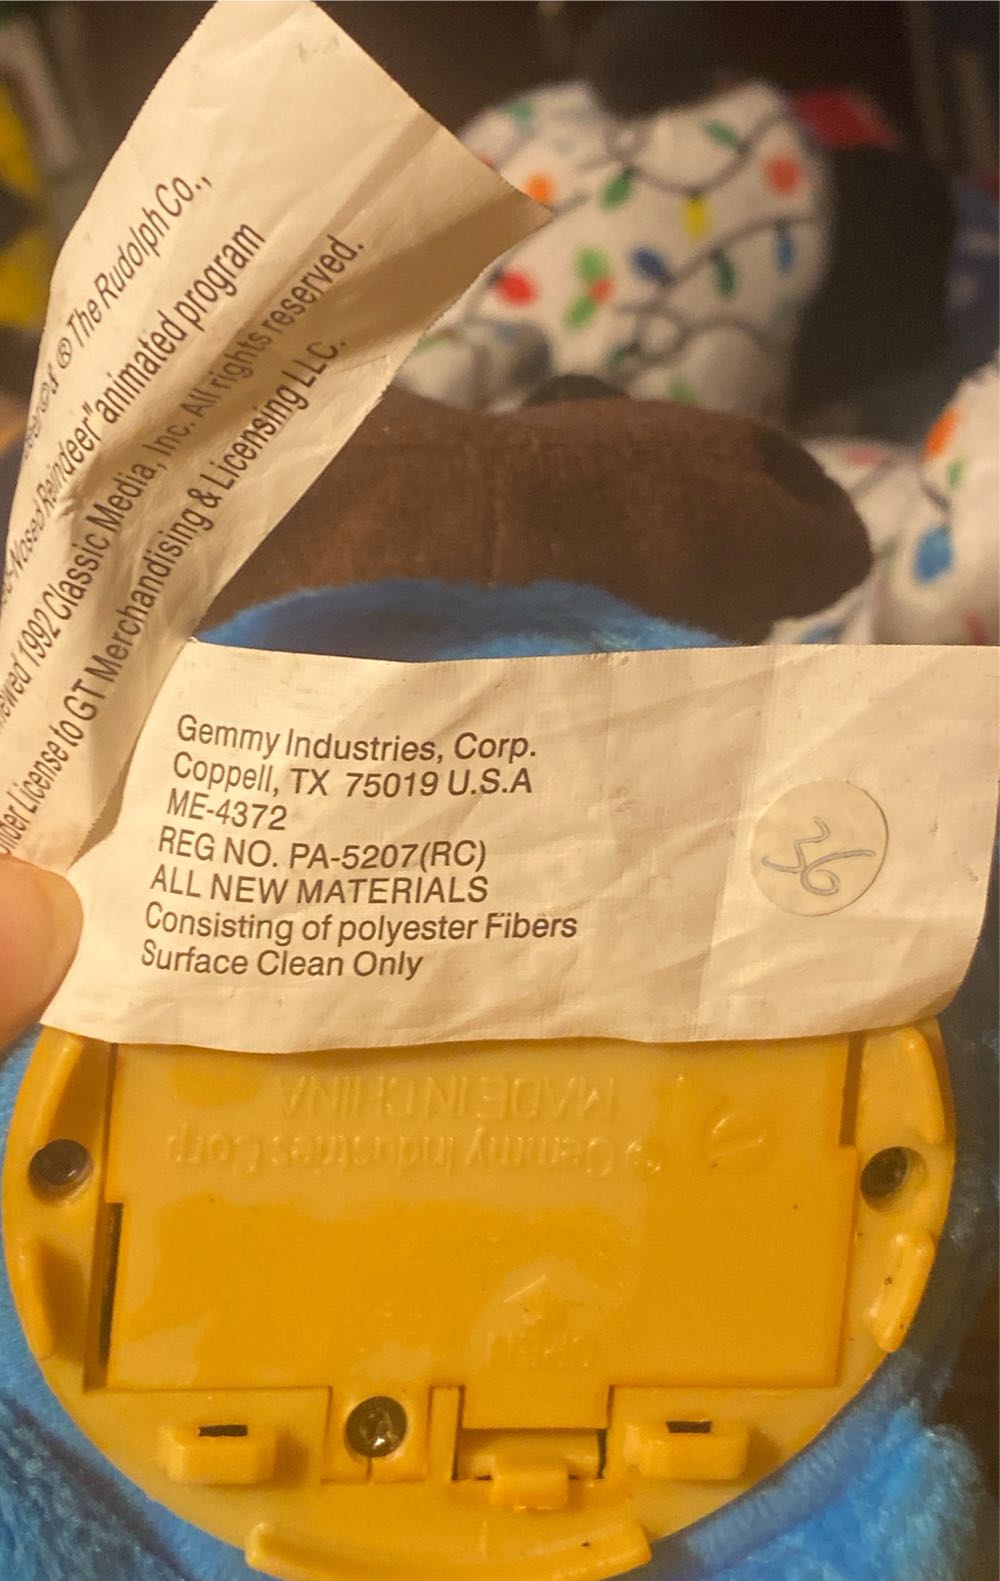 ® The Rudolph Co.,
Reindeer" animated program
1992 Classic Media, Inc. All rights reserved.
License to GT Merchandising & Licensing LLC.
Gemmy Industries, Corp.
Coppell, TX 75019 U.S.A
ME-4372
REG NO. PA-5207(RC)
ALL NEW MATERIALS
Consisting of polyester Fibers
Surface Clean Only
36
MADE IN CHINA
© Gemmy Industries Corp
OPEN